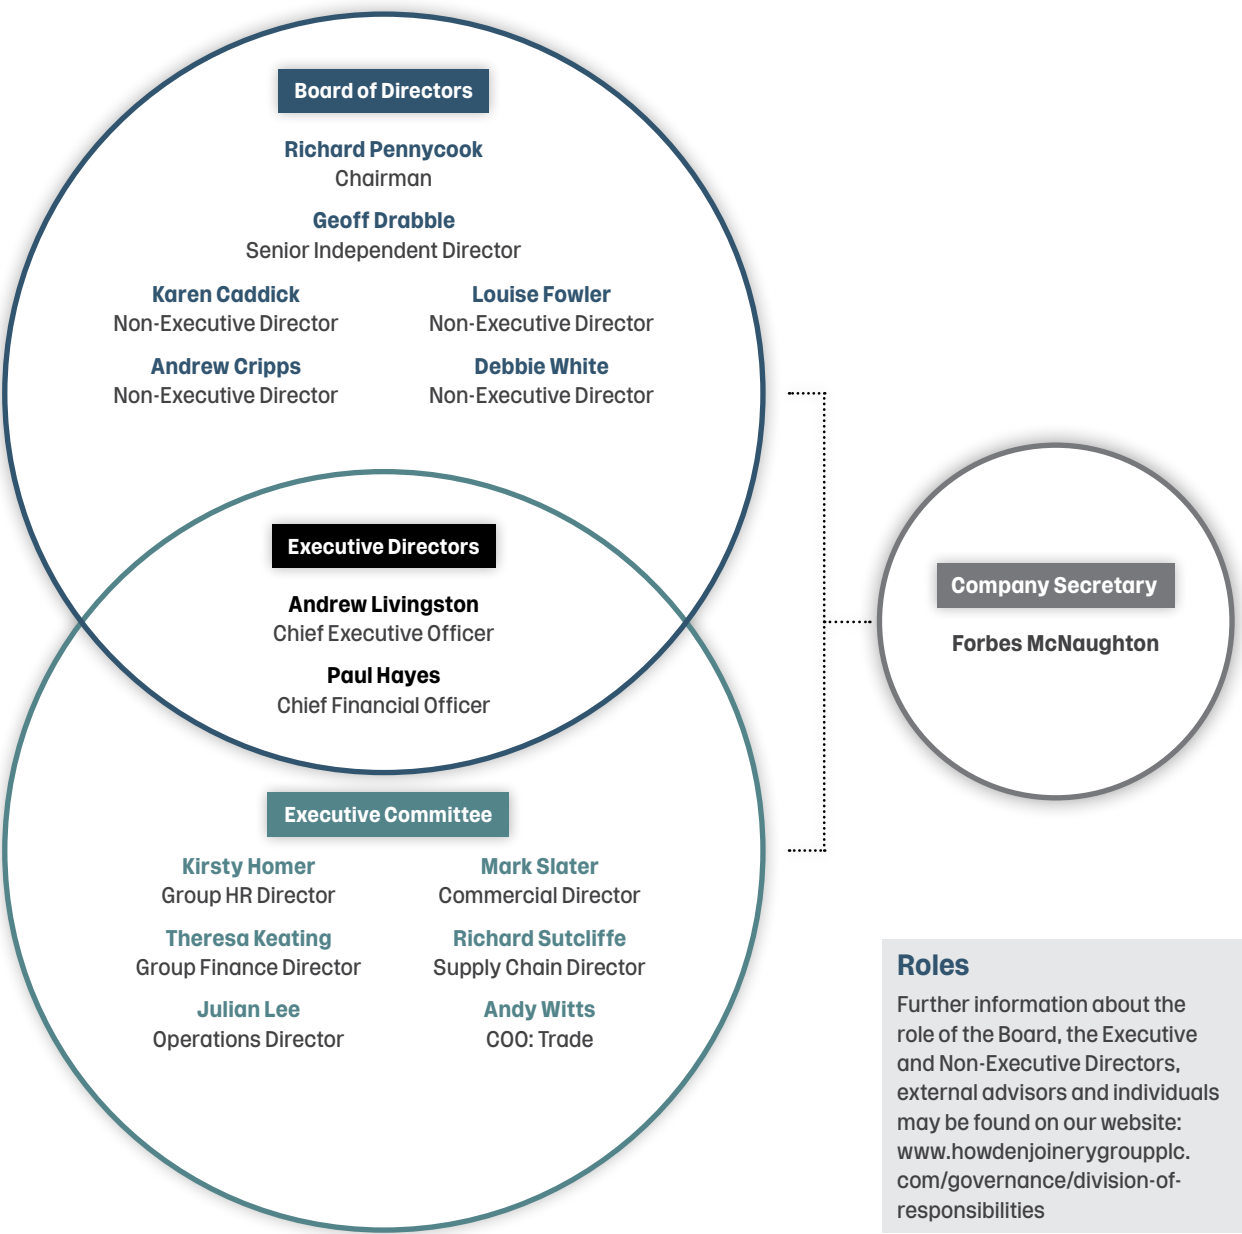 Board of Directors
Richard Pennycook
Chairman
Geoff Drabble
Senior Independent Director
Karen Caddick
Non-Executive Director
Louise Fowler
Non-Executive Director
Andrew Cripps
Non-Executive Director
Debbie White
Non-Executive Director
Executive Directors
Andrew Livingston
Chief Executive Officer
Paul Hayes
Chief Financial Officer
Executive Committee
Kirsty Homer
Group HR Director
Mark Slater
Commercial Director
Theresa Keating
Group Finance Director
Richard Sutcliffe
Supply Chain Director
Julian Lee
Operations Director
Andy Witts
COO: Trade
Company Secretary
Forbes McNaughton
Roles
Further information about the
role of the Board, the Executive
and Non-Executive Directors,
external advisors and individuals
may be found on our website:
www.howdenjoinerygroupplc.
com/governance/division-of-
responsibilities